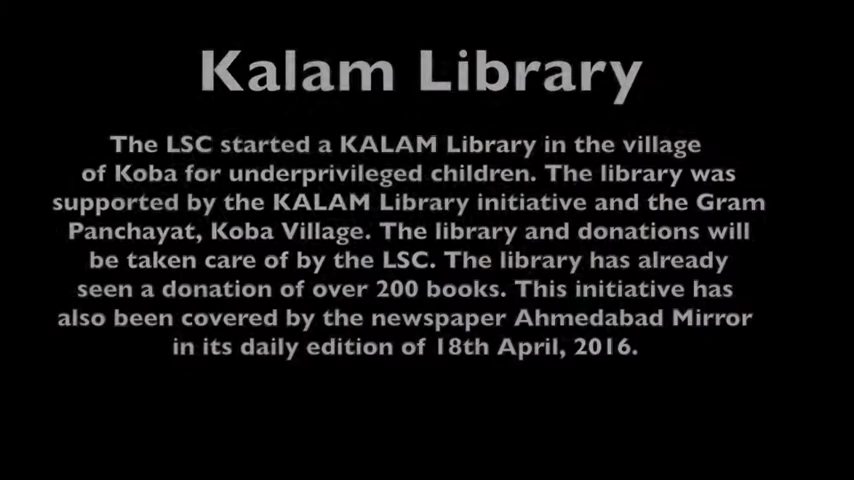 Kalam Library
The LSC started a KALAM Library in the village
of Koba for underprivileged children. The library was
supported by the KALAM Library initiative and the Gram
Panchayat, Koba Village. The library and donations will
be taken care of by the LSC. The library has already
seen a donation of over 200 books. This initiative has
also been covered by the newspaper Ahmedabad Mirror
in its daily edition of 18th April, 2016.